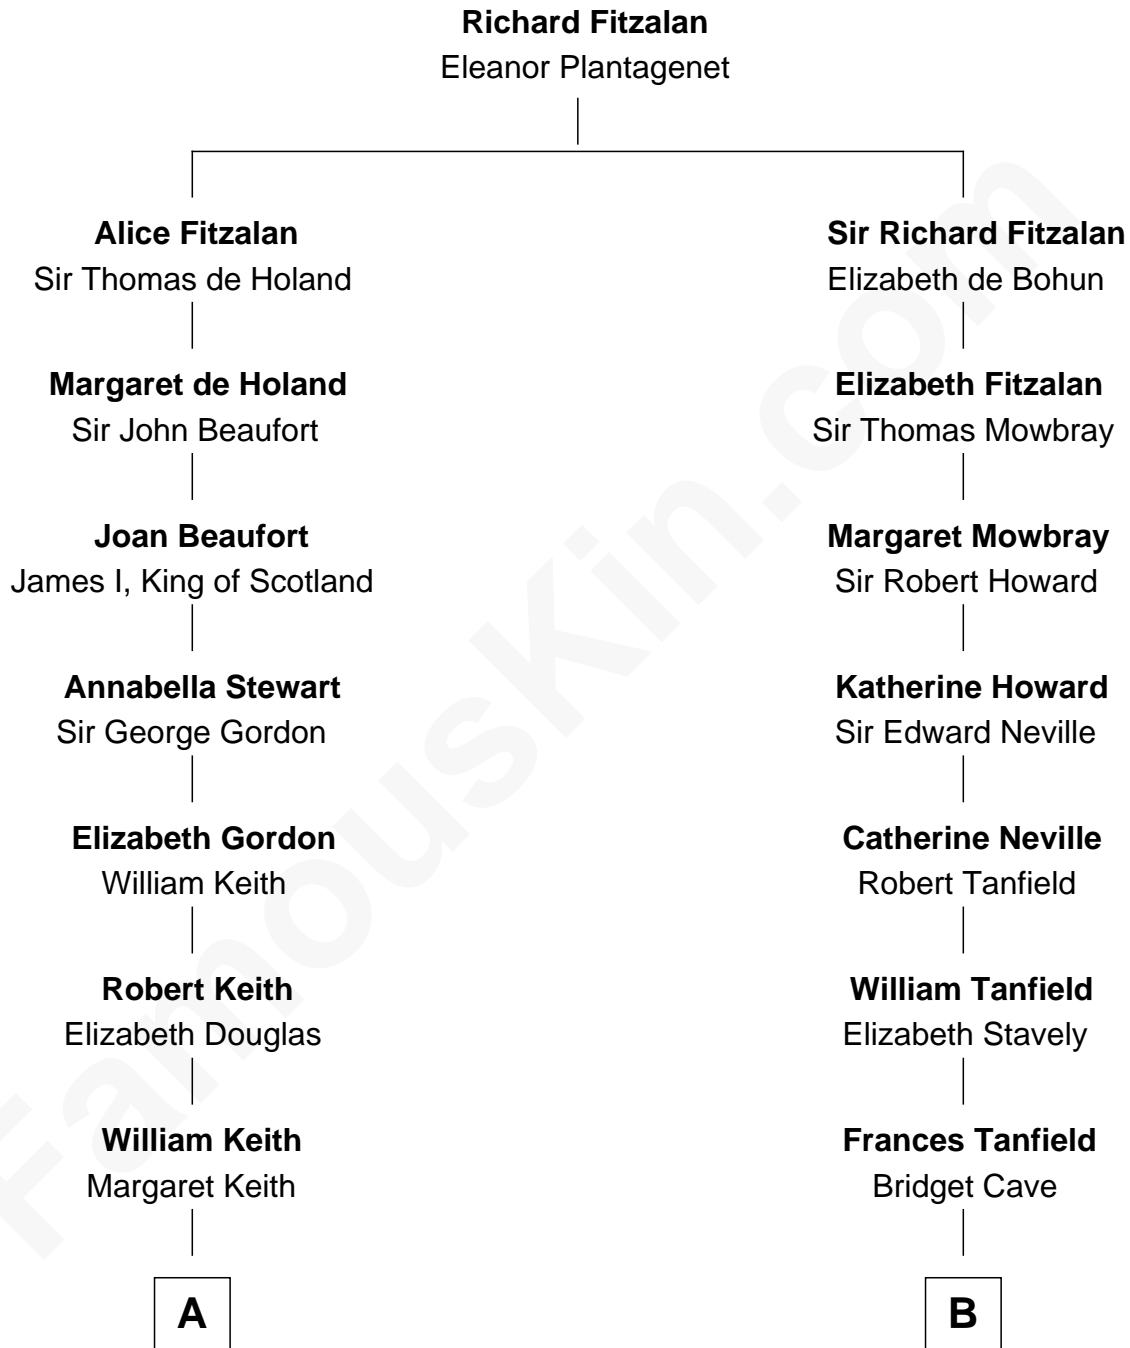 Richard Fitzalan
Eleanor Plantagenet
Alice Fitzalan
Sir Thomas de Holand
Sir Richard Fitzalan
Elizabeth de Bohun
Margaret de Holand
Sir John Beaufort
Elizabeth Fitzalan
Sir Thomas Mowbray
Joan Beaufort
James I, King of Scotland
Margaret Mowbray
Sir Robert Howard
Annabella Stewart
Sir George Gordon
Katherine Howard
Sir Edward Neville
Elizabeth Gordon
William Keith
Catherine Neville
Robert Tanfield
Robert Keith
Elizabeth Douglas
William Tanfield
Elizabeth Stavely
William Keith
Margaret Keith
Frances Tanfield
Bridget Cave
A
B
FamousKin.com